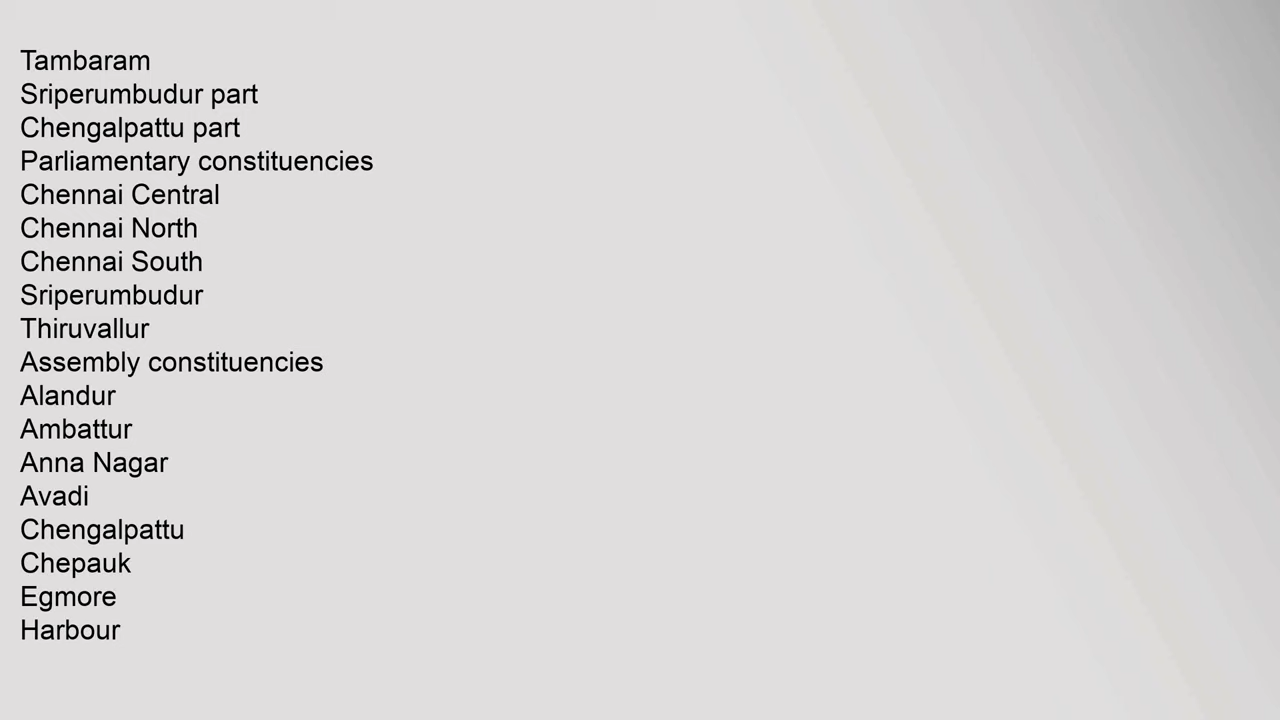 Tambaram
Sriperumbudur part
Chengalpattu part
Parliamentary constituencies
Chennai Central
Chennai North
Chennai South
Sriperumbudur
Thiruvallur
Assembly constituencies
Alandur
Ambattur
Anna Nagar
Avadi
Chengalpattu
Chepauk
Egmore
Harbour